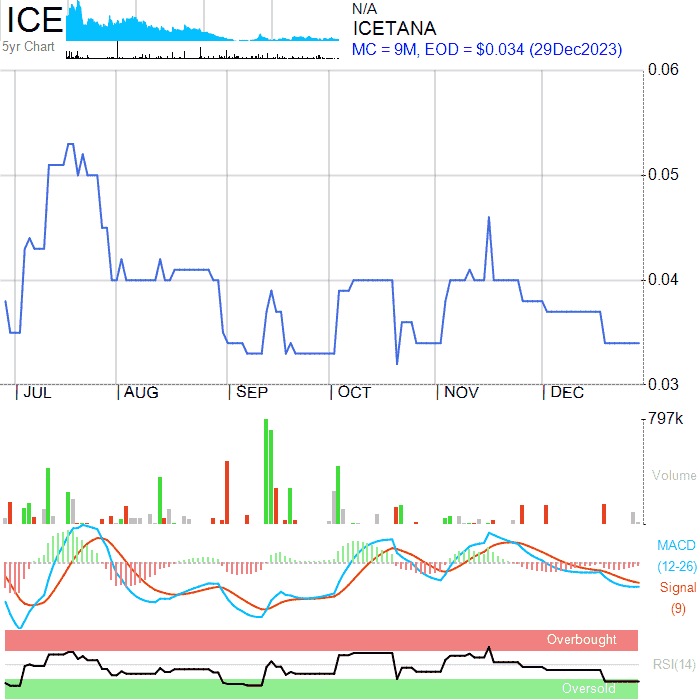 ICE
5yr Chart
N/A
ICETANA
MC = 9M, EOD = $0.034 (29Dec2023)
0.06
0.05
0.04
0.03
JUL AUG SEP OCT NOV DEC
797k
Volume
MACD
(12-26)
Signal
(9)
Overbought
RSI(14)
Oversold